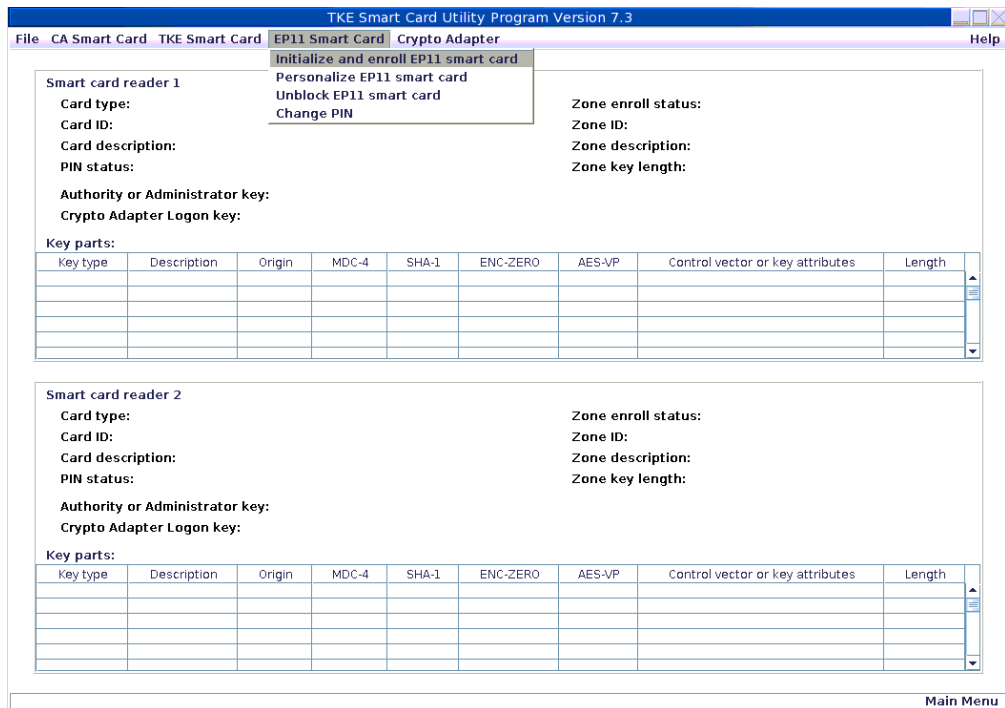 TKE Smart Card Utility Program Version 7.3
File CA Smart Card TKE Smart Card EP11 Smart Card Crypto Adapter Help
Initialize and enroll EP11 smart card
Personalize EP11 smart card
Unblock EP11 smart card
Change PIN
Smart card reader 1
Card type: Zone enroll status:
Card ID: Zone ID:
Card description: Zone description:
PIN status: Zone key length:
Authority or Administrator key:
Crypto Adapter Logon key:
Key parts:
Key type Description Origin MDC-4 SHA-1 ENC-ZERO AES-VP Control vector or key attributes Length
Smart card reader 2
Card type: Zone enroll status:
Card ID: Zone ID:
Card description: Zone description:
PIN status: Zone key length:
Authority or Administrator key:
Crypto Adapter Logon key:
Key parts:
Key type Description Origin MDC-4 SHA-1 ENC-ZERO AES-VP Control vector or key attributes Length
Main Menu